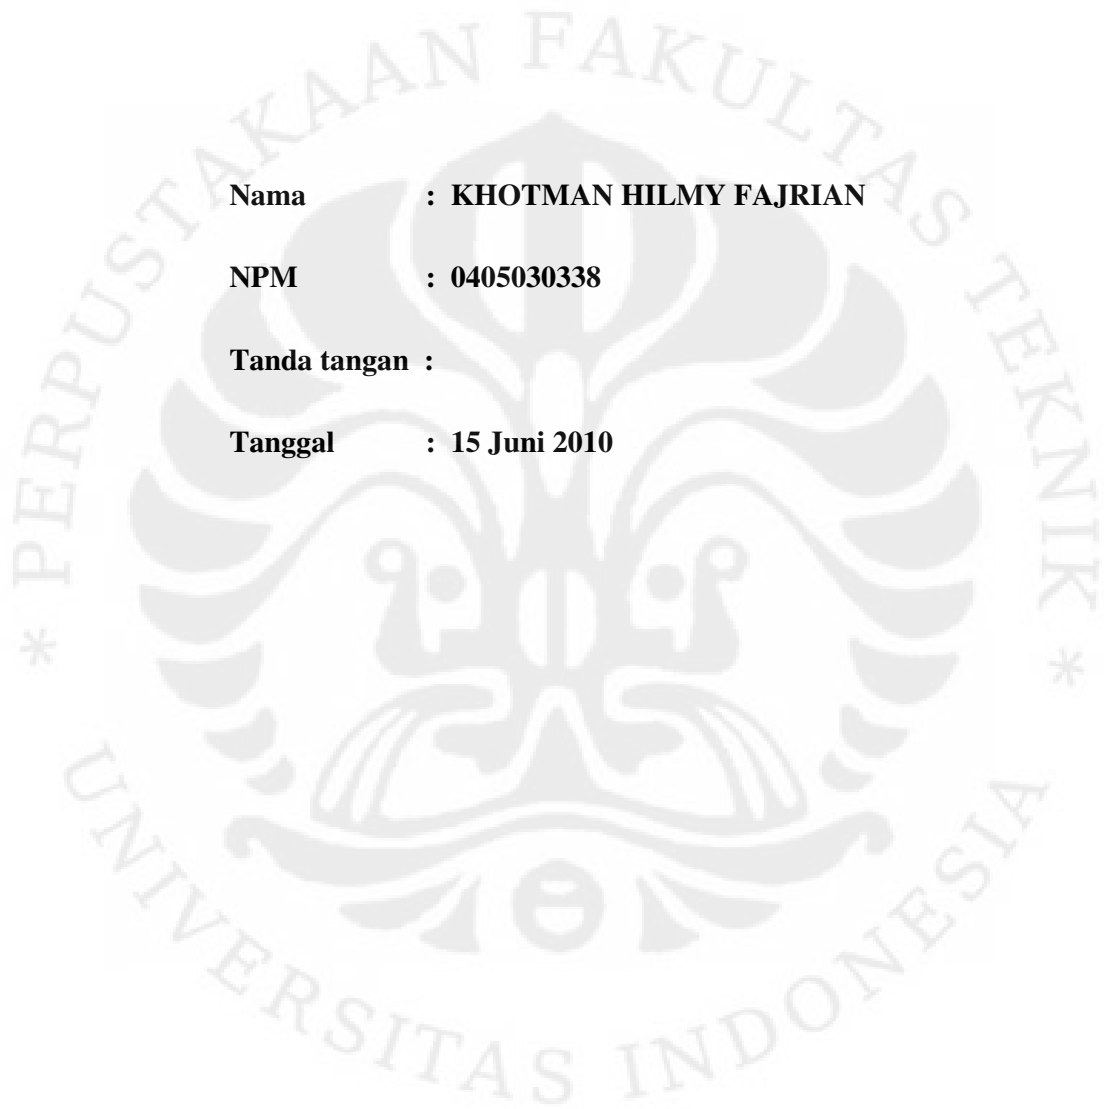 PERPUSTAKAAN FAKULTAS TEKNIK
Nama : KHOTMAN HILMY FAJRIAN
NPM : 0405030338
Tanda tangan :
Tanggal : 15 Juni 2010
* UNIVERSITAS INDONESIA *